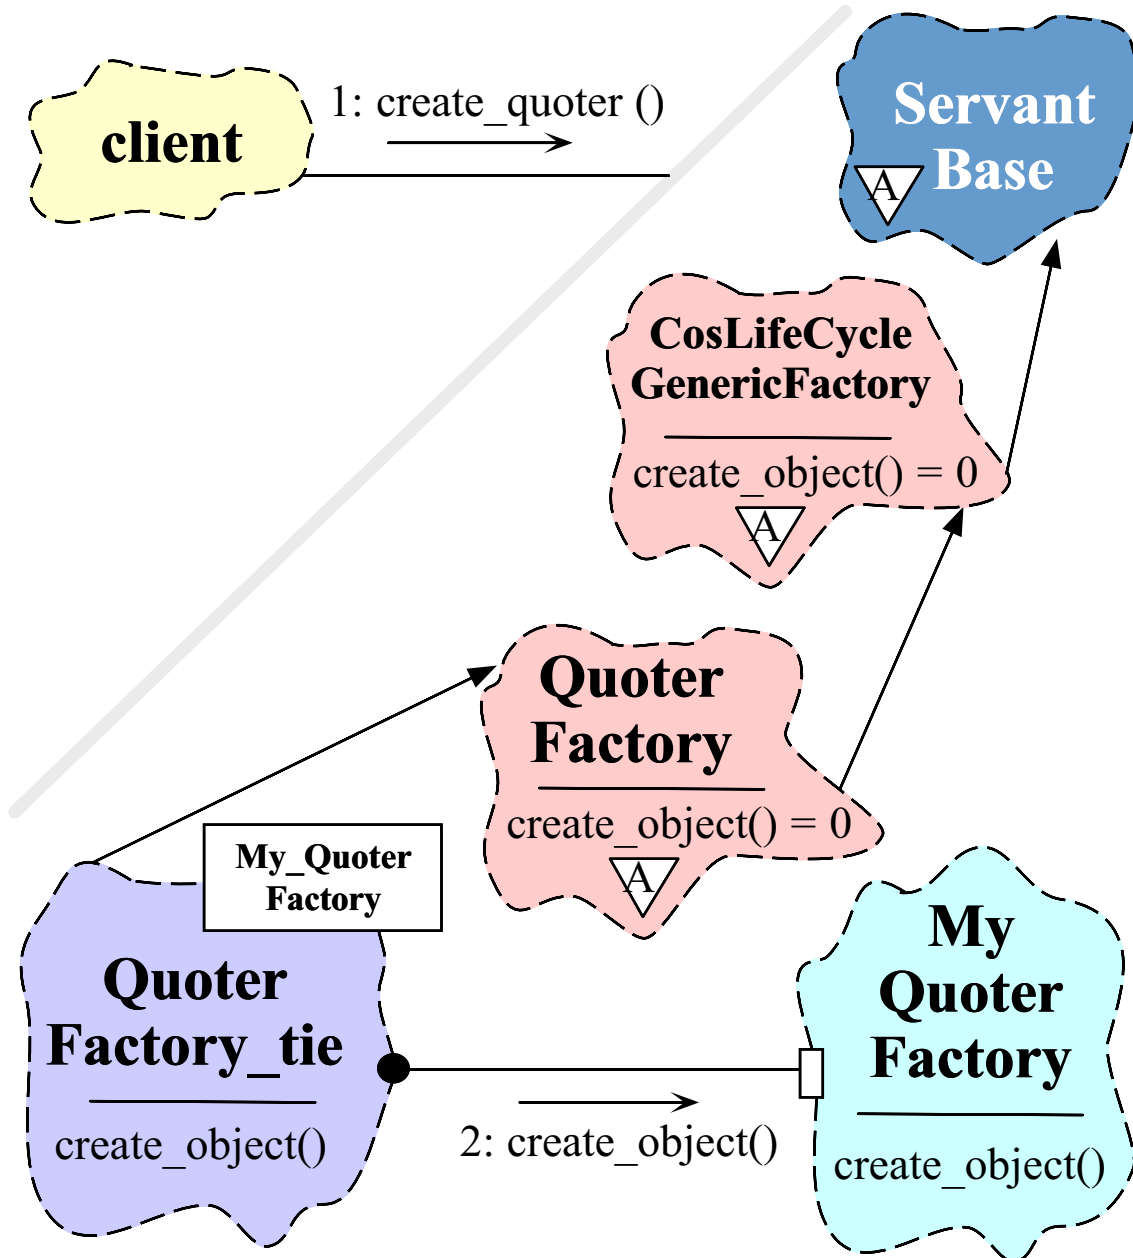 1: create_quoter ()
client
Servant
Base
A
CosLifeCycle
GenericFactory
create_object() = 0
A
Quoter
Factory
create_object() = 0
A
My_Quoter
Factory
Quoter
Factory_tie
create_object()
2: create_object()
My
Quoter
Factory
create_object()